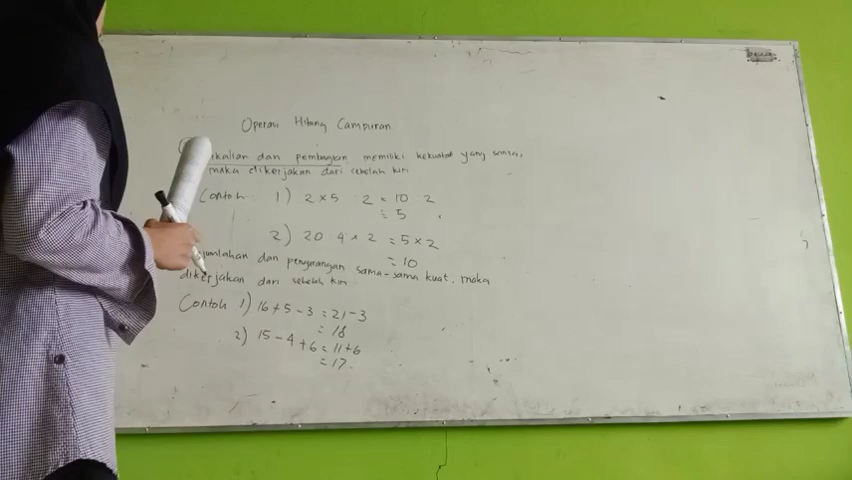 Operasi Hitung Campuran
kalian dan pembagian memiliki kekuatan yang sama,
maka dikerjakan dari sebelah kiri
Contoh: 1) 2 x 5 2 = 10 2
= 5
2) 20 4 x 2 = 5 x 2
= 10
jumlahan dan pengurangan sama-sama kuat. maka
dikerjakan dari sebelah kiri
Contoh 1) 16 + 5 - 3 = 21 - 3
= 18
2) 15 - 4 + 6 = 11 + 6
= 17.